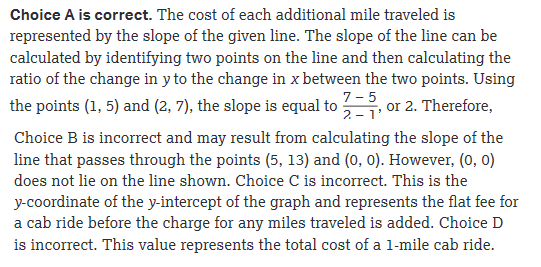 Choice A is correct. The cost of each additional mile traveled is
represented by the slope of the given line. The slope of the line can be
calculated by identifying two points on the line and then calculating the
ratio of the change in y to the change in x between the two points. Using
the points (1, 5) and (2, 7), the slope is equal to \frac{7 - 5}{2 - 1}, or 2. Therefore,
Choice B is incorrect and may result from calculating the slope of the
line that passes through the points (5, 13) and (0, 0). However, (0, 0)
does not lie on the line shown. Choice C is incorrect. This is the
y-coordinate of the y-intercept of the graph and represents the flat fee for
a cab ride before the charge for any miles traveled is added. Choice D
is incorrect. This value represents the total cost of a 1-mile cab ride.